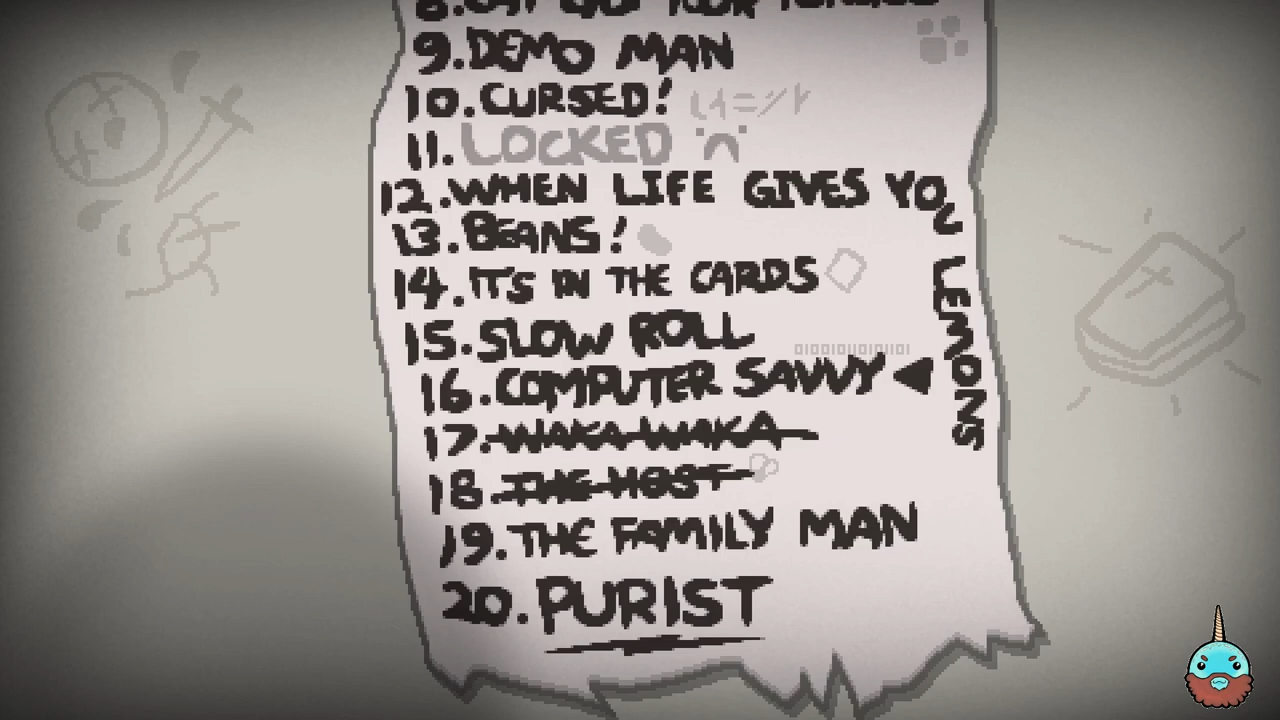 9. DEMO MAN
10. CURSED!
11. LOCKED
12. WHEN LIFE GIVES YOU LEMONS
13. BEANS!
14. IT'S IN THE CARDS
15. SLOW ROLL
010010110101101
16. COMPUTER SAVVY
17. WAKA WAKA
18. THE HOST
19. THE FAMILY MAN
20. PURIST